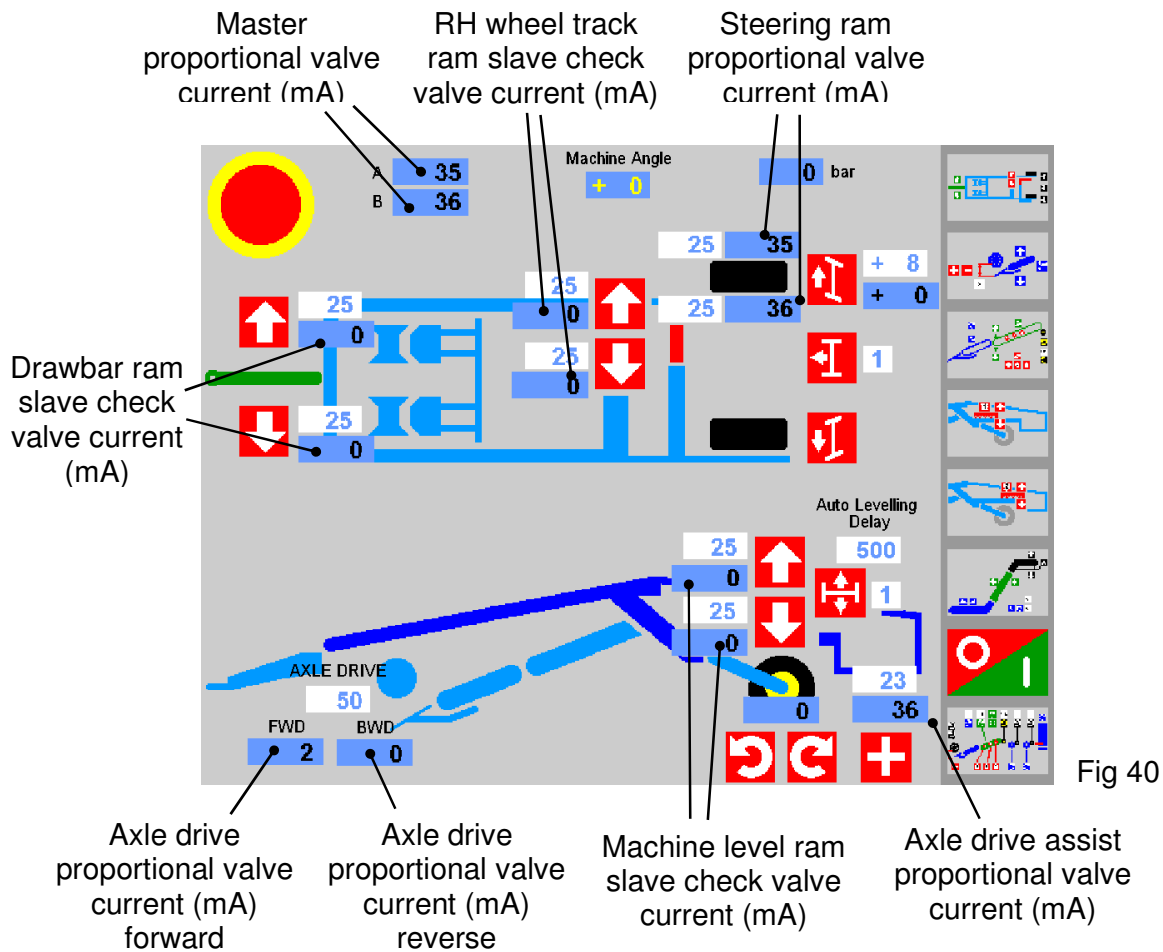 Master
proportional valve
current (mA)
RH wheel track
ram slave check
valve current (mA)
Steering ram
proportional valve
current (mA)
A 35
B 36
Machine Angle
+ 0
0 bar
25 35
25 36
+ 8
+ 0
25
0
25
0
25
0
25
0
1
Drawbar ram
slave check
valve current
(mA)
Auto Levelling
Delay
500
25
0
25
0
1
AXLE DRIVE
50
FWD
2
BWD
0
0
23
36
Fig 40
Axle drive
proportional valve
current (mA)
forward
Axle drive
proportional valve
current (mA)
reverse
Machine level ram
slave check valve
current (mA)
Axle drive assist
proportional valve
current (mA)